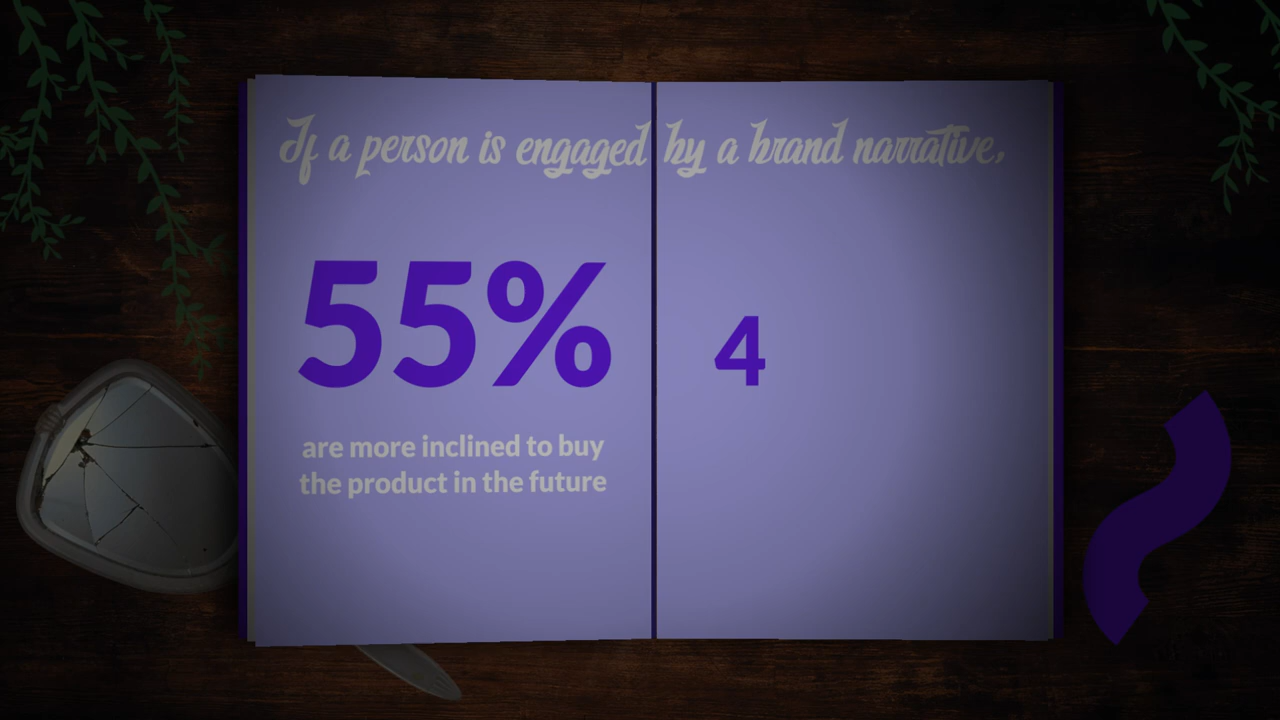 If a person is engaged by a brand narrative,
55%
are more inclined to buy
the product in the future
4